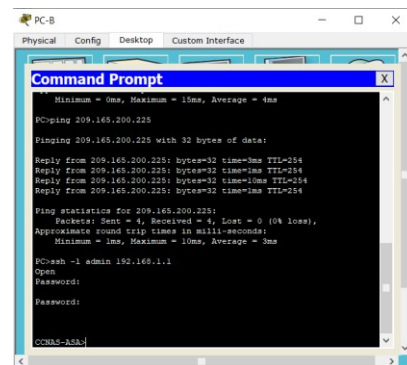 PC-B
Physical Config Desktop Custom Interface
Command Prompt
X
Minimum = 0ms, Maximum = 15ms, Average = 4ms
PC>ping 209.165.200.225
Pinging 209.165.200.225 with 32 bytes of data:
Reply from 209.165.200.225: bytes=32 time=3ms TTL=254
Reply from 209.165.200.225: bytes=32 time=1ms TTL=254
Reply from 209.165.200.225: bytes=32 time=10ms TTL=254
Reply from 209.165.200.225: bytes=32 time=1ms TTL=254
Ping statistics for 209.165.200.225:
Packets: Sent = 4, Received = 4, Lost = 0 (0% loss),
Approximate round trip times in milli-seconds:
Minimum = 1ms, Maximum = 10ms, Average = 3ms
PC>ssh -l admin 192.168.1.1
Open
Password:
Password:
CCNAS-ASA>